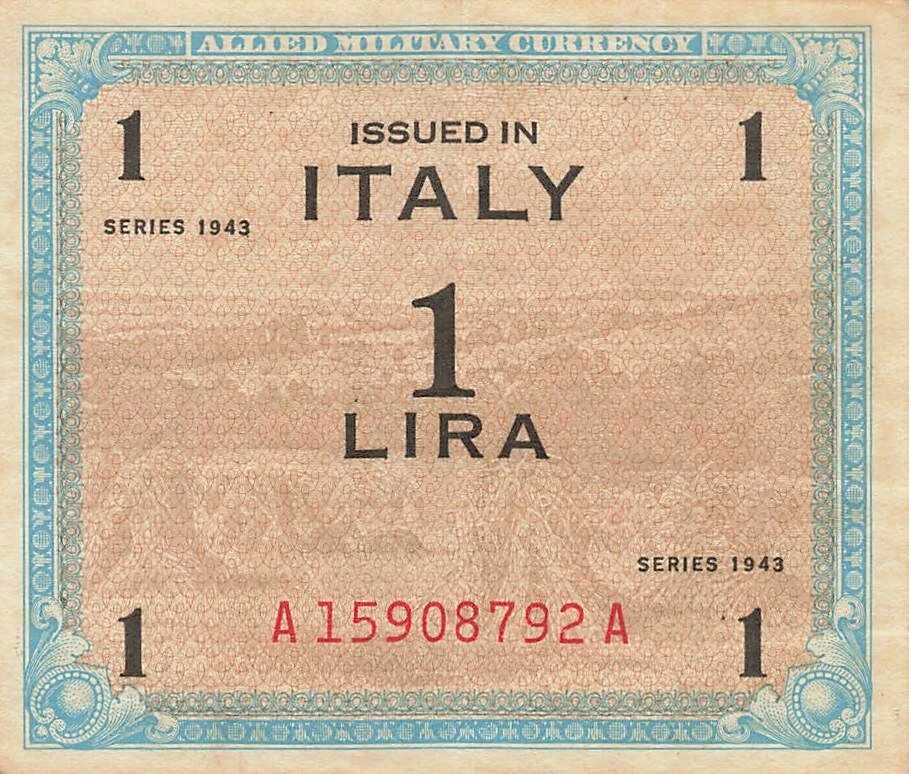 ALLIED MILITARY CURRENCY
1 1
ISSUED IN
ITALY
SERIES 1943
1
LIRA
SERIES 1943
A 15908792 A
1 1